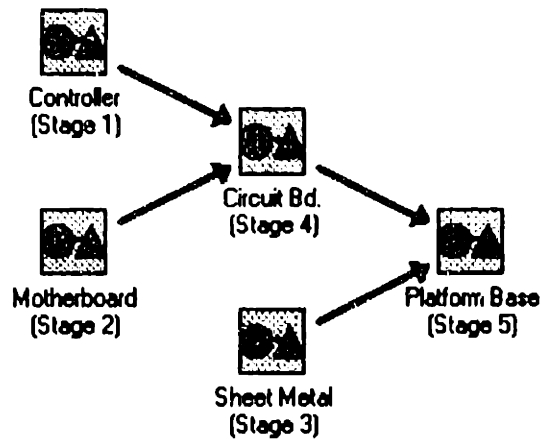 Controller
(Stage 1)
Circuit Bd.
(Stage 4)
Motherboard
(Stage 2)
Platform Base
(Stage 5)
Sheet Metal
(Stage 3)